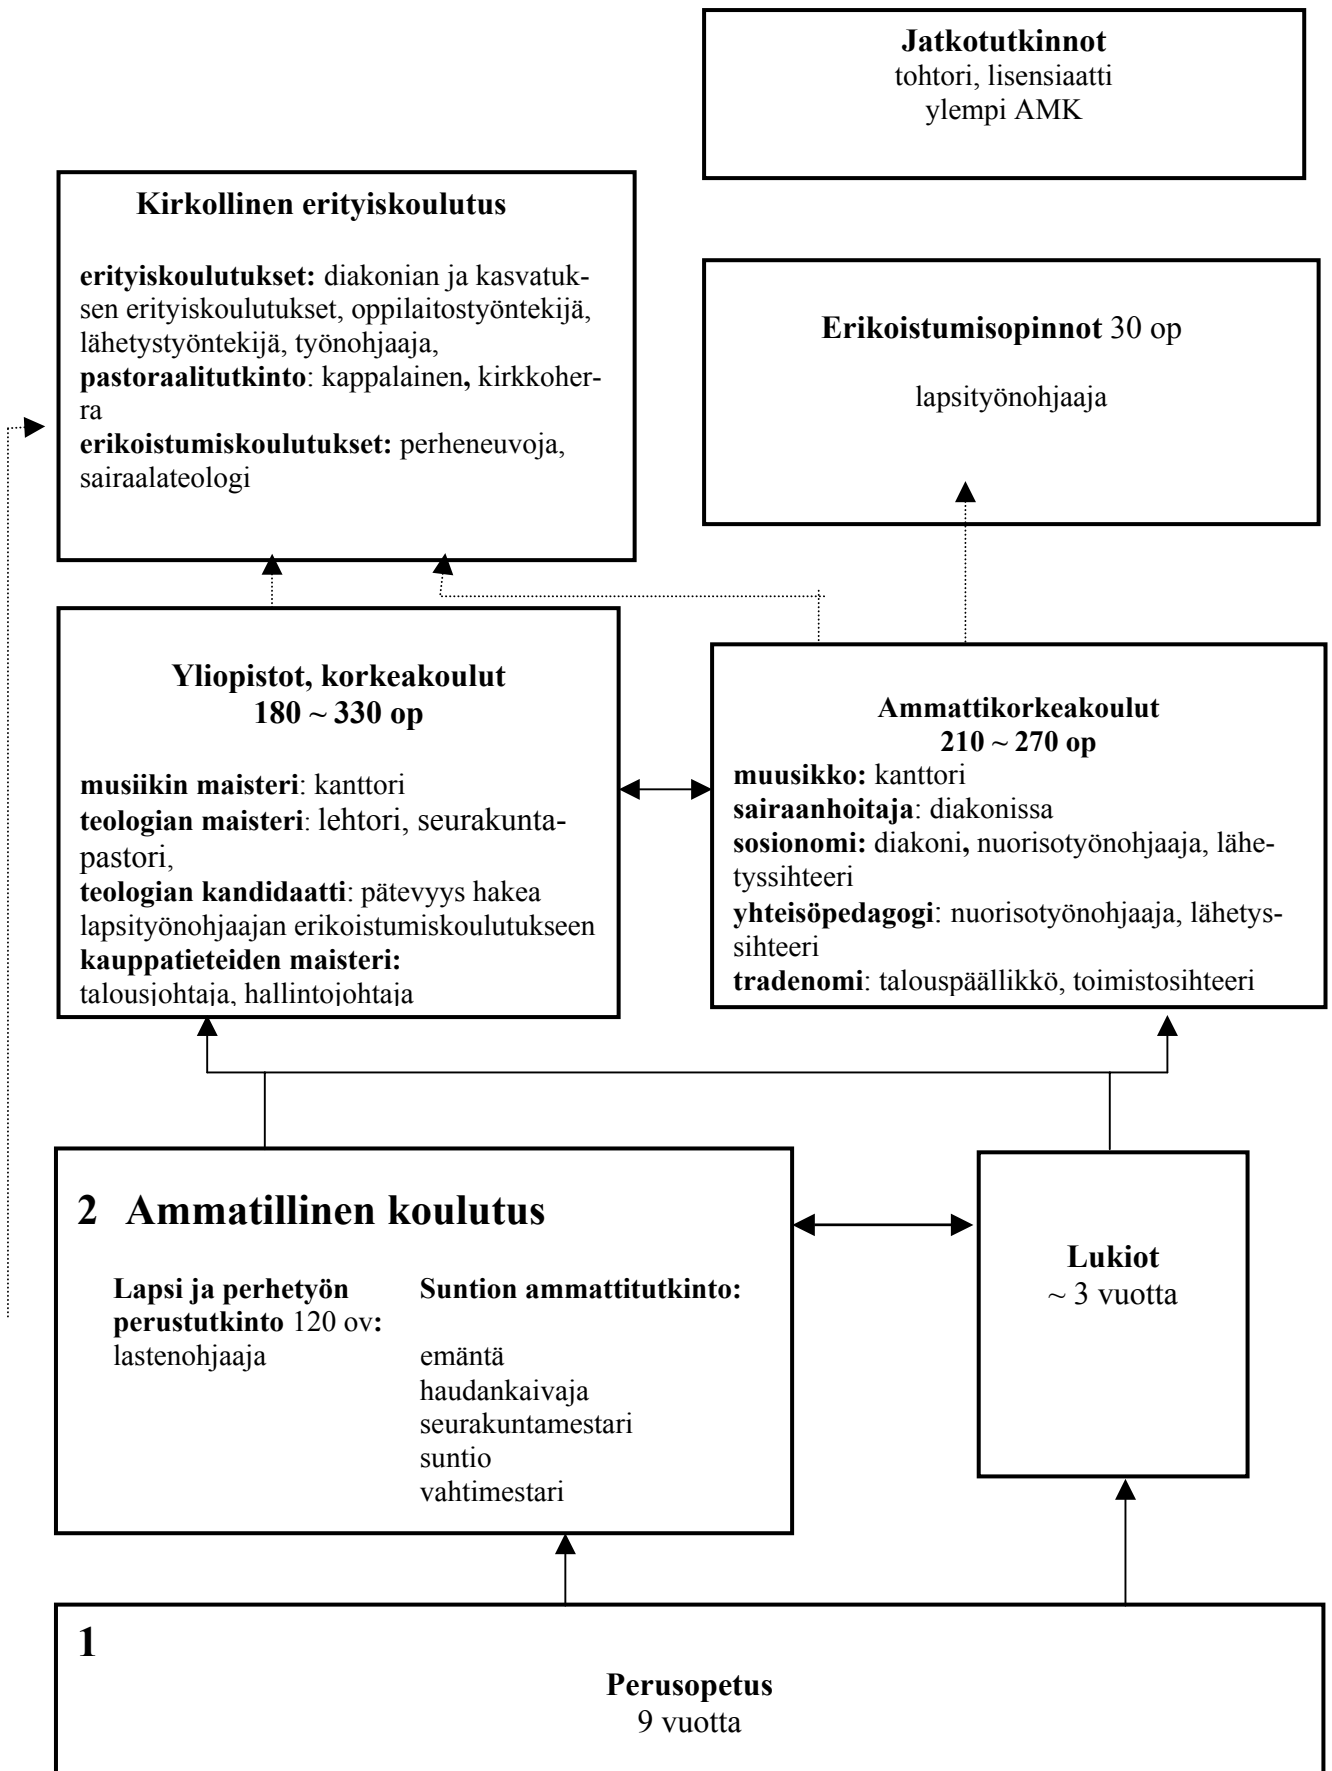 Jatkotutkinnot
tohtori, lisensiaatti
ylempi AMK
Kirkollinen erityiskoulutus
erityiskoulutukset: diakonian ja kasvatuk-
sen erityiskoulutukset, oppilaitostyöntekijä,
lähetystyöntekijä, työnohjaaja,
pastoraalitutkinto: kappalainen, kirkkoher-
ra
erikoistumiskoulutukset: perheneuvoja,
sairaalateologi
Erikoistumisopinnot 30 op
lapsityönohjaaja
Yliopistot, korkeakoulut
180 ~ 330 op
musiikin maisteri: kanttori
teologian maisteri: lehtori, seurakunta-
pastori,
teologian kandidaatti: pätevyys hakea
lapsityönohjaajan erikoistumiskoulutukseen
kauppatieteiden maisteri:
talousjohtaja, hallintojohtaja
Ammattikorkeakoulut
210 ~ 270 op
muusikko: kanttori
sairaanhoitaja: diakonissa
sosionomi: diakoni, nuorisotyönohjaaja, lähe-
tyssihteeri
yhteisöpedagogi: nuorisotyönohjaaja, lähetys-
sihteeri
tradenomi: talouspäällikkö, toimistosihteeri
2 Ammatillinen koulutus
Lapsi ja perhetyön
perustutkinto 120 ov:
lastenohjaaja
Suntion ammattitutkinto:
emäntä
haudankaivaja
seurakuntamestari
suntio
vahtimestari
Lukiot
~ 3 vuotta
1
Perusopetus
9 vuotta